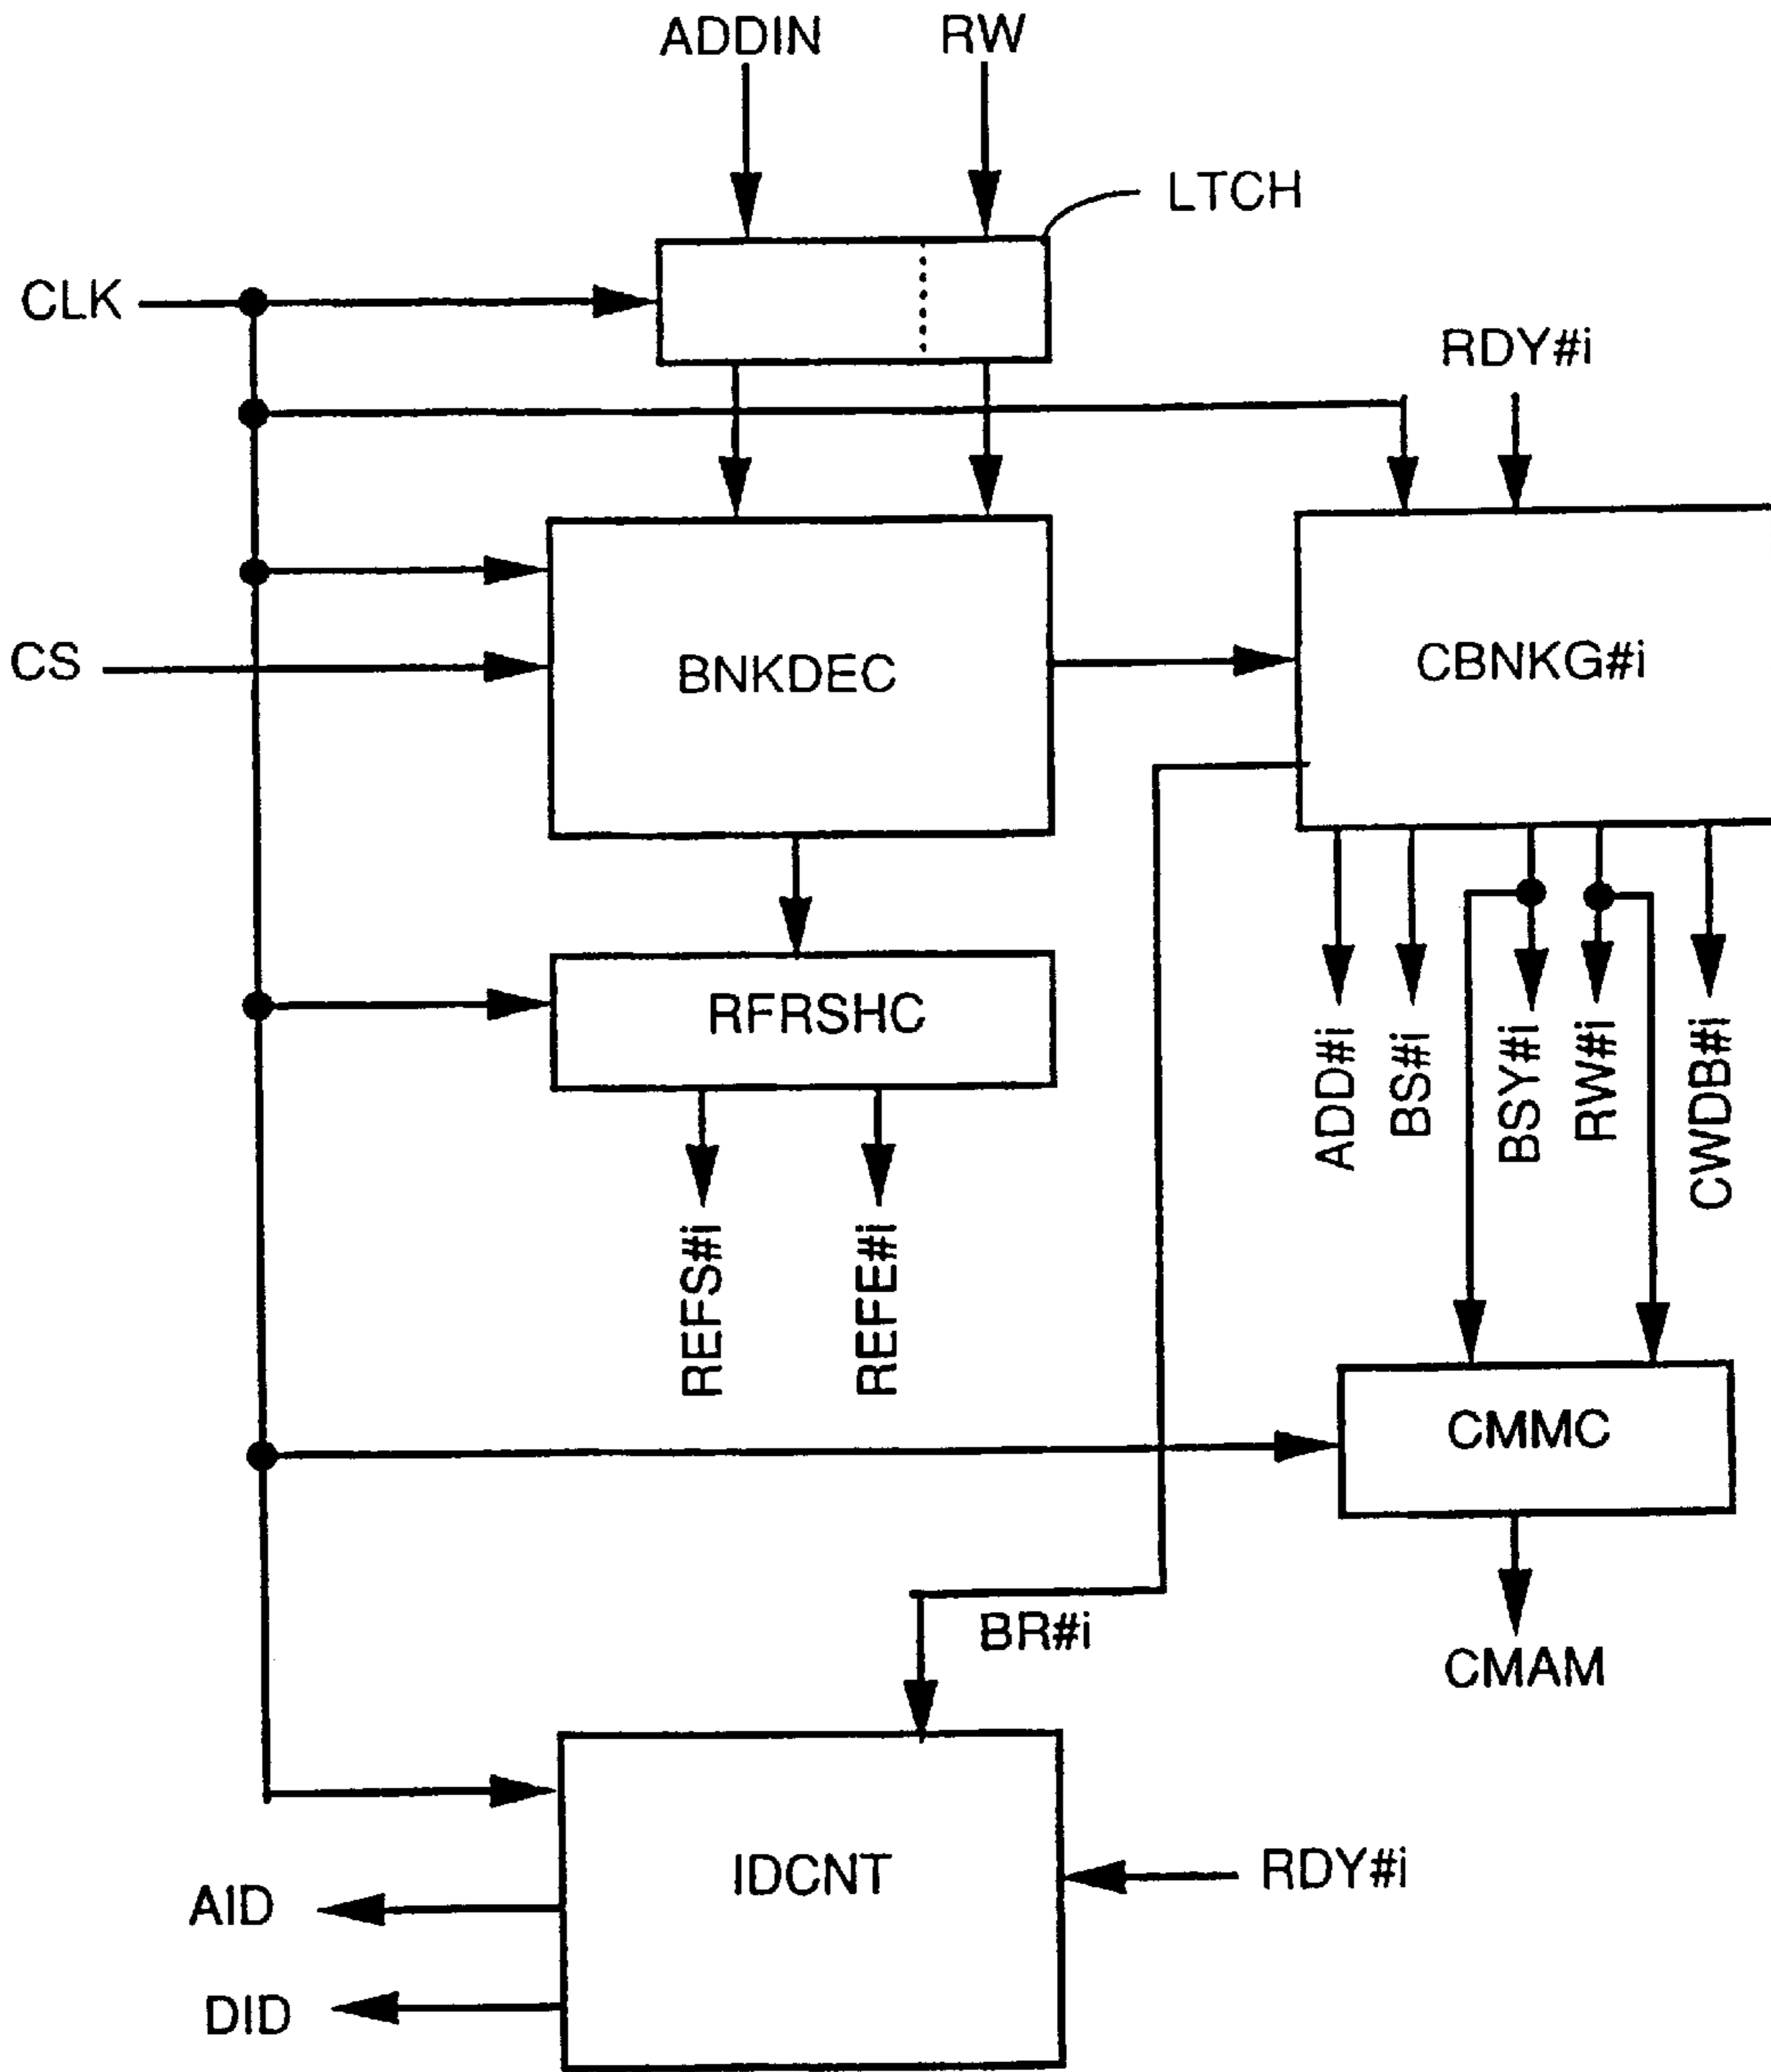 ADDIN RW
LTCH
CLK
RDY#i
CS
BNKDEC
CBNKG#i
RFRSHC
ADD#i
BS#i
BSY#i
RW#i
CWDB#i
REFS#i
REFE#i
CMMC
BR#i
CMAM
IDCNT
RDY#i
AID
DID